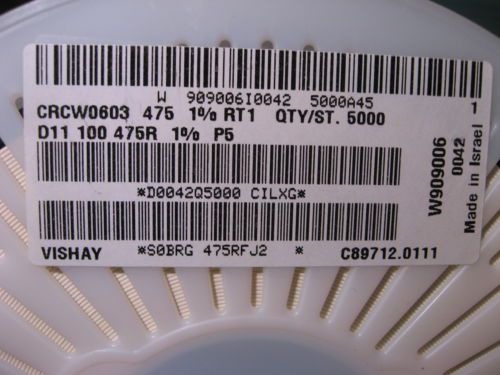 W 909006I0042 5000A45
CRCW0603 475 1% RT1 QTY/ST. 5000
D11 100 475R 1% P5
*D0042Q5000 CILXG*
*S0BRG 475RFJ2 *
VISHAY
C89712.0111
W909006
0042
Made in Israel
1